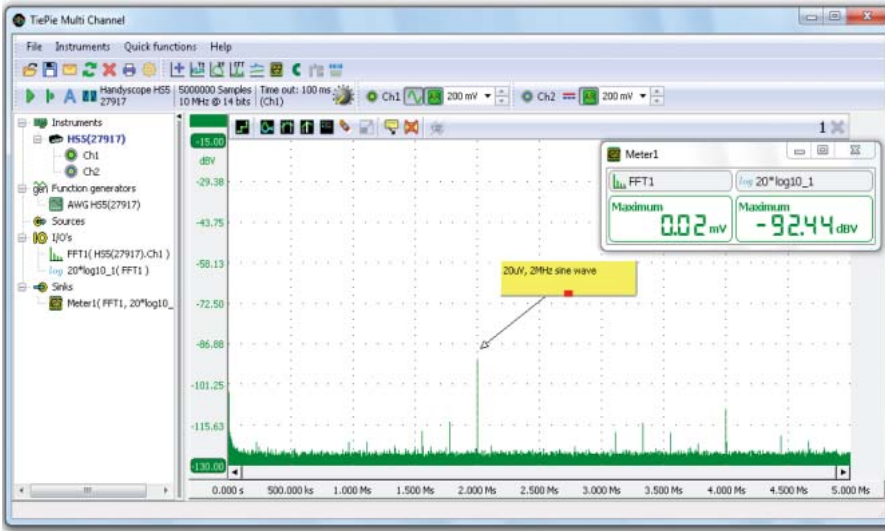 TiePie Multi Channel
File Instruments Quick functions Help
Handyscope HS5
27917
5000000 Samples
10 MHz @ 14 bits
Time out: 100 ms
(Ch1)
Ch1
200 mV
Ch2
200 mV
Instruments
HS5(27917)
Ch1
Ch2
Function generators
AWG HS5(27917)
Sources
I/O's
FFT1( HS5(27917).Ch1 )
log 20*log10_1( FFT1 )
Sinks
Meter1( FFT1, 20*log10_
1
-15.00
dBV
-29.38
-43.75
-58.13
-72.50
-86.88
-101.25
-115.63
-130.00
Meter1
FFT1
log 20*log10_1
Maximum
0.02 mV
Maximum
-92.44 dBV
20uV, 2MHz sine wave
0.000 s 500.000 ks 1.000 Ms 1.500 Ms 2.000 Ms 2.500 Ms 3.000 Ms 3.500 Ms 4.000 Ms 4.500 Ms 5.000 Ms